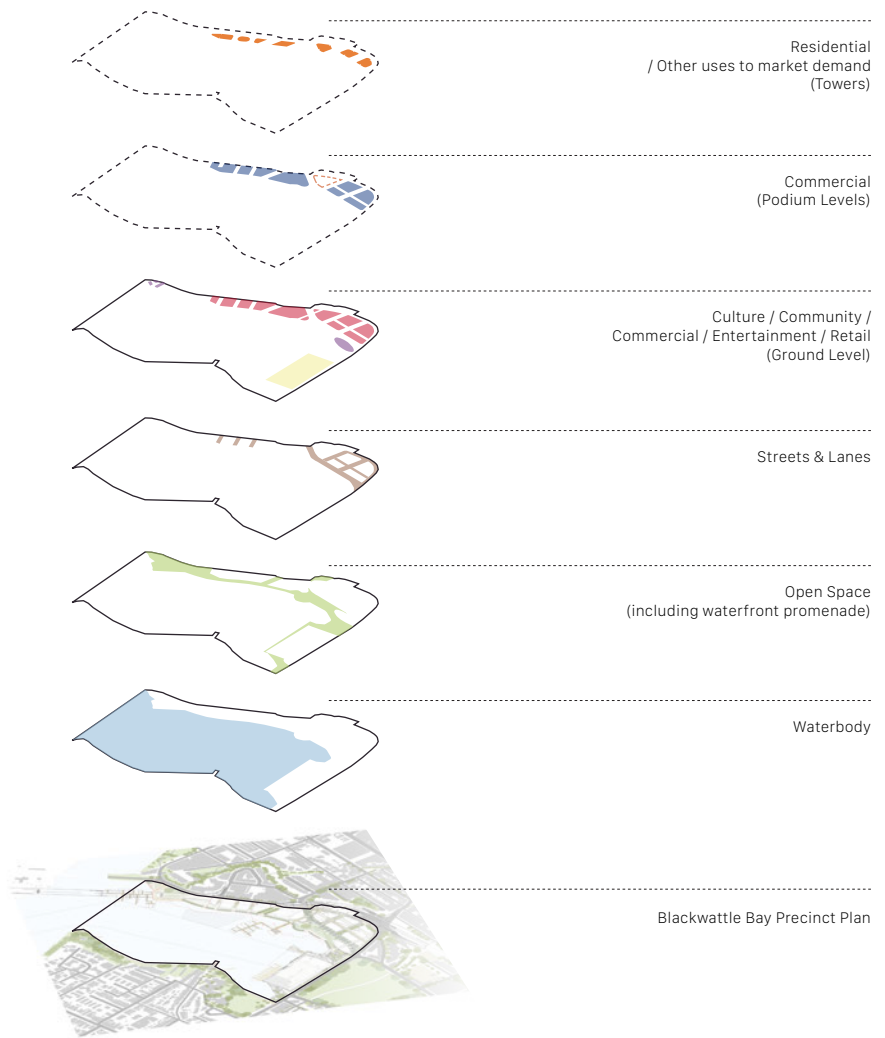 Residential
/ Other uses to market demand
(Towers)
Commercial
(Podium Levels)
Culture / Community /
Commercial / Entertainment / Retail
(Ground Level)
Streets & Lanes
Open Space
(including waterfront promenade)
Waterbody
Blackwattle Bay Precinct Plan